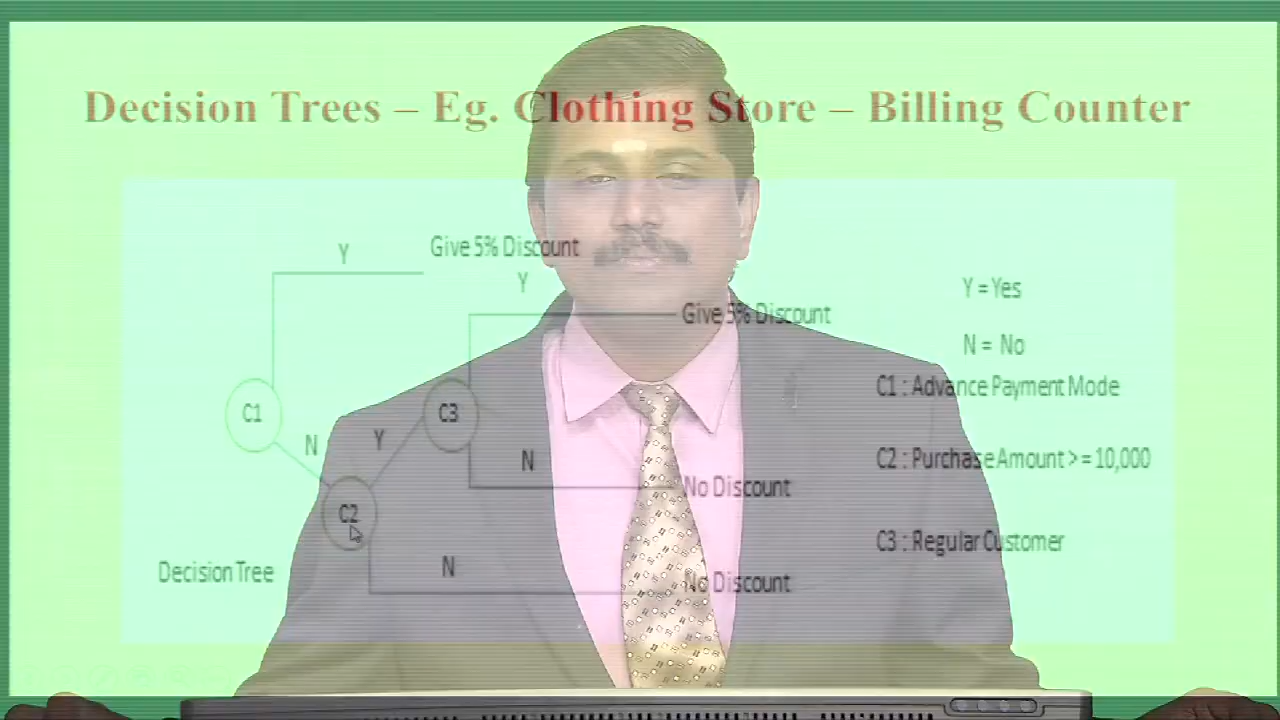 Decision Trees – Eg. Clothing Store – Billing Counter
Y
Give 5% Discount
Y
Give 5% Discount
Y = Yes
N = No
C1
C3
C1 : Advance Payment Mode
N
Y
N
C2 : Purchase Amount > = 10,000
No Discount
C2
C3 : Regular Customer
N
Decision Tree
No Discount